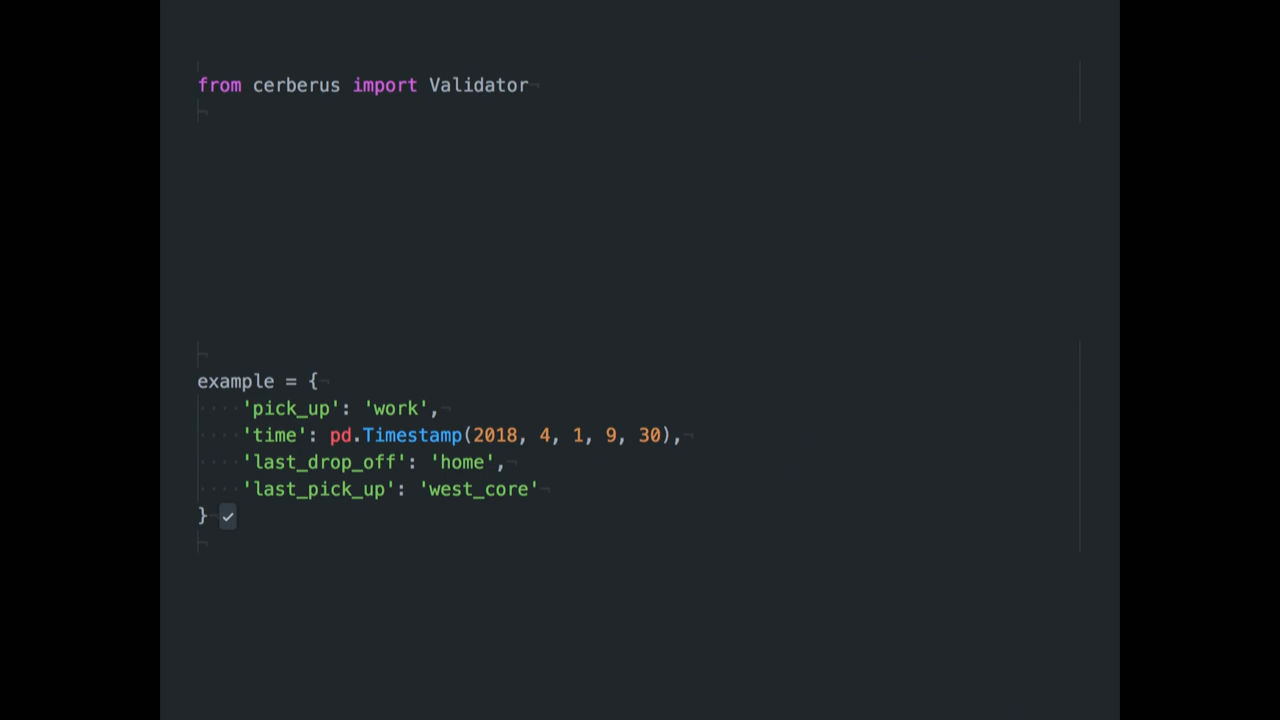 from cerberus import Validator
example = {
'pick_up': 'work',
'time': pd.Timestamp(2018, 4, 1, 9, 30),
'last_drop_off': 'home',
'last_pick_up': 'west_core'
} ✓